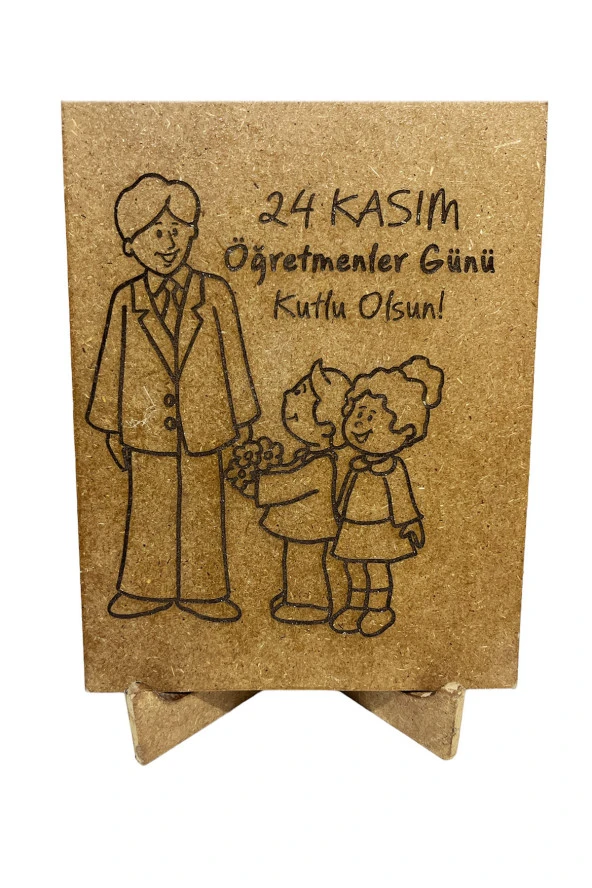 24 KASIM
Öğretmenler Günü
Kutlu Olsun!